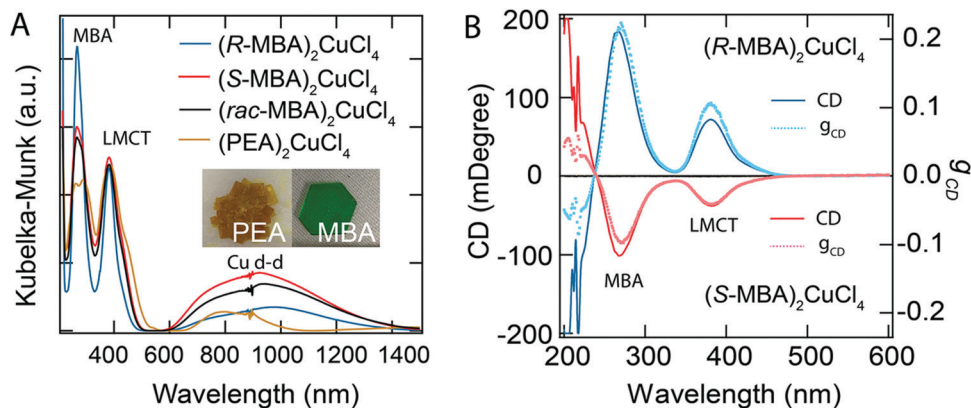 A
MBA
LMCT
(R-MBA)₂CuCl₄
(S-MBA)₂CuCl₄
(rac-MBA)₂CuCl₄
(PEA)₂CuCl₄
PEA
MBA
Cu d-d
Kubelka-Munk (a.u.)
400 600 800 1000 1200 1400
Wavelength (nm)
B
200
100
0
-100
-200
CD (mDegree)
(R-MBA)₂CuCl₄
CD
gCD
LMCT
CD
gCD
MBA
(S-MBA)₂CuCl₄
0.2
0.1
0.0
-0.1
-0.2
gCD
200 300 400 500 600
Wavelength (nm)